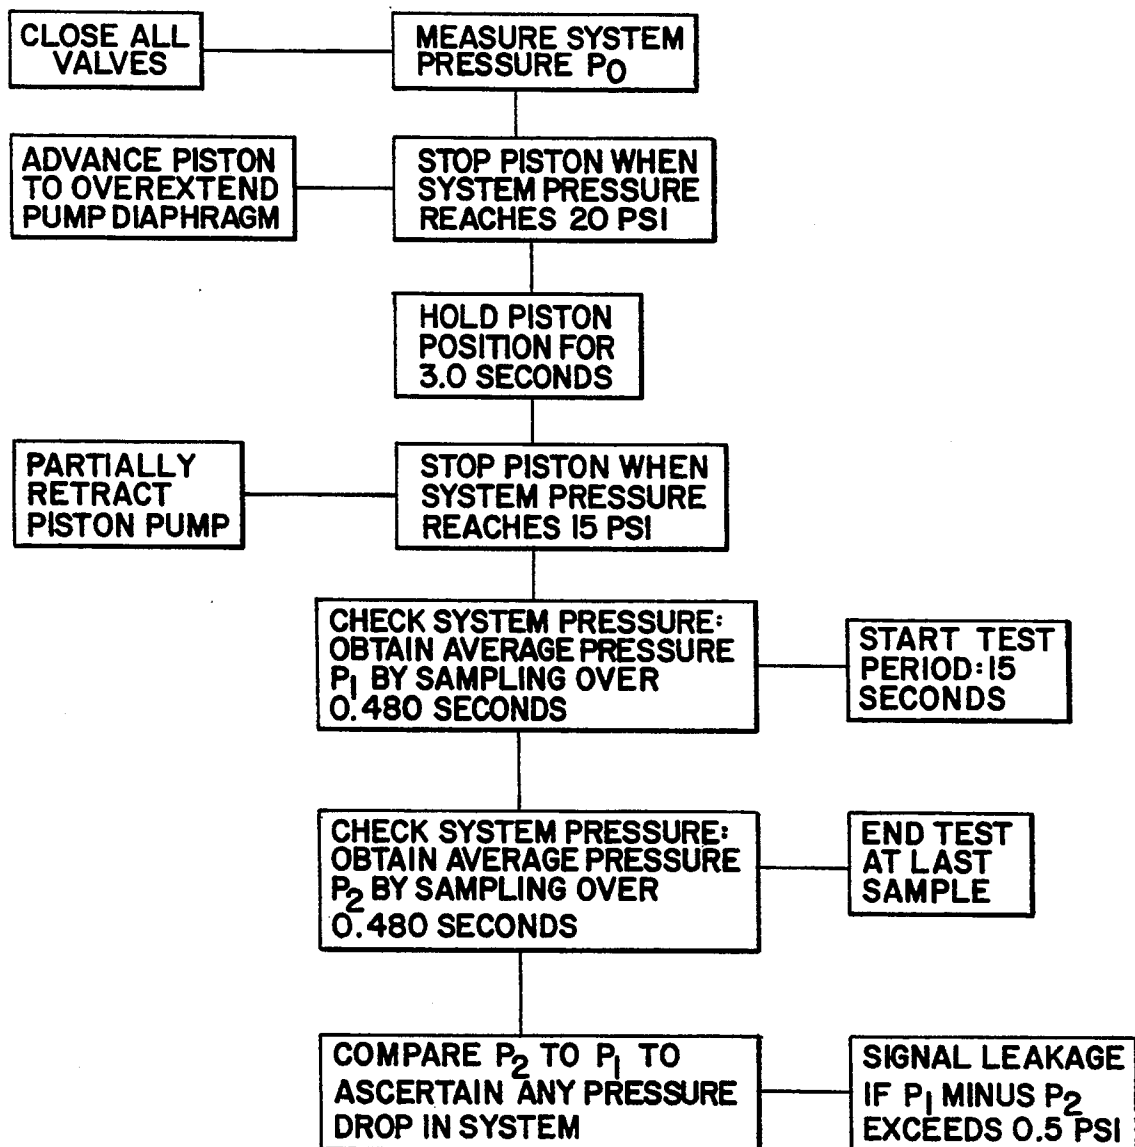 CLOSE ALL
VALVES
MEASURE SYSTEM
PRESSURE P0
ADVANCE PISTON
TO OVEREXTEND
PUMP DIAPHRAGM
STOP PISTON WHEN
SYSTEM PRESSURE
REACHES 20 PSI
HOLD PISTON
POSITION FOR
3.0 SECONDS
PARTIALLY
RETRACT
PISTON PUMP
STOP PISTON WHEN
SYSTEM PRESSURE
REACHES 15 PSI
CHECK SYSTEM PRESSURE:
OBTAIN AVERAGE PRESSURE
P1 BY SAMPLING OVER
0.480 SECONDS
START TEST
PERIOD:15
SECONDS
CHECK SYSTEM PRESSURE:
OBTAIN AVERAGE PRESSURE
P2 BY SAMPLING OVER
0.480 SECONDS
END TEST
AT LAST
SAMPLE
COMPARE P2 TO P1 TO
ASCERTAIN ANY PRESSURE
DROP IN SYSTEM
SIGNAL LEAKAGE
IF P1 MINUS P2
EXCEEDS 0.5 PSI